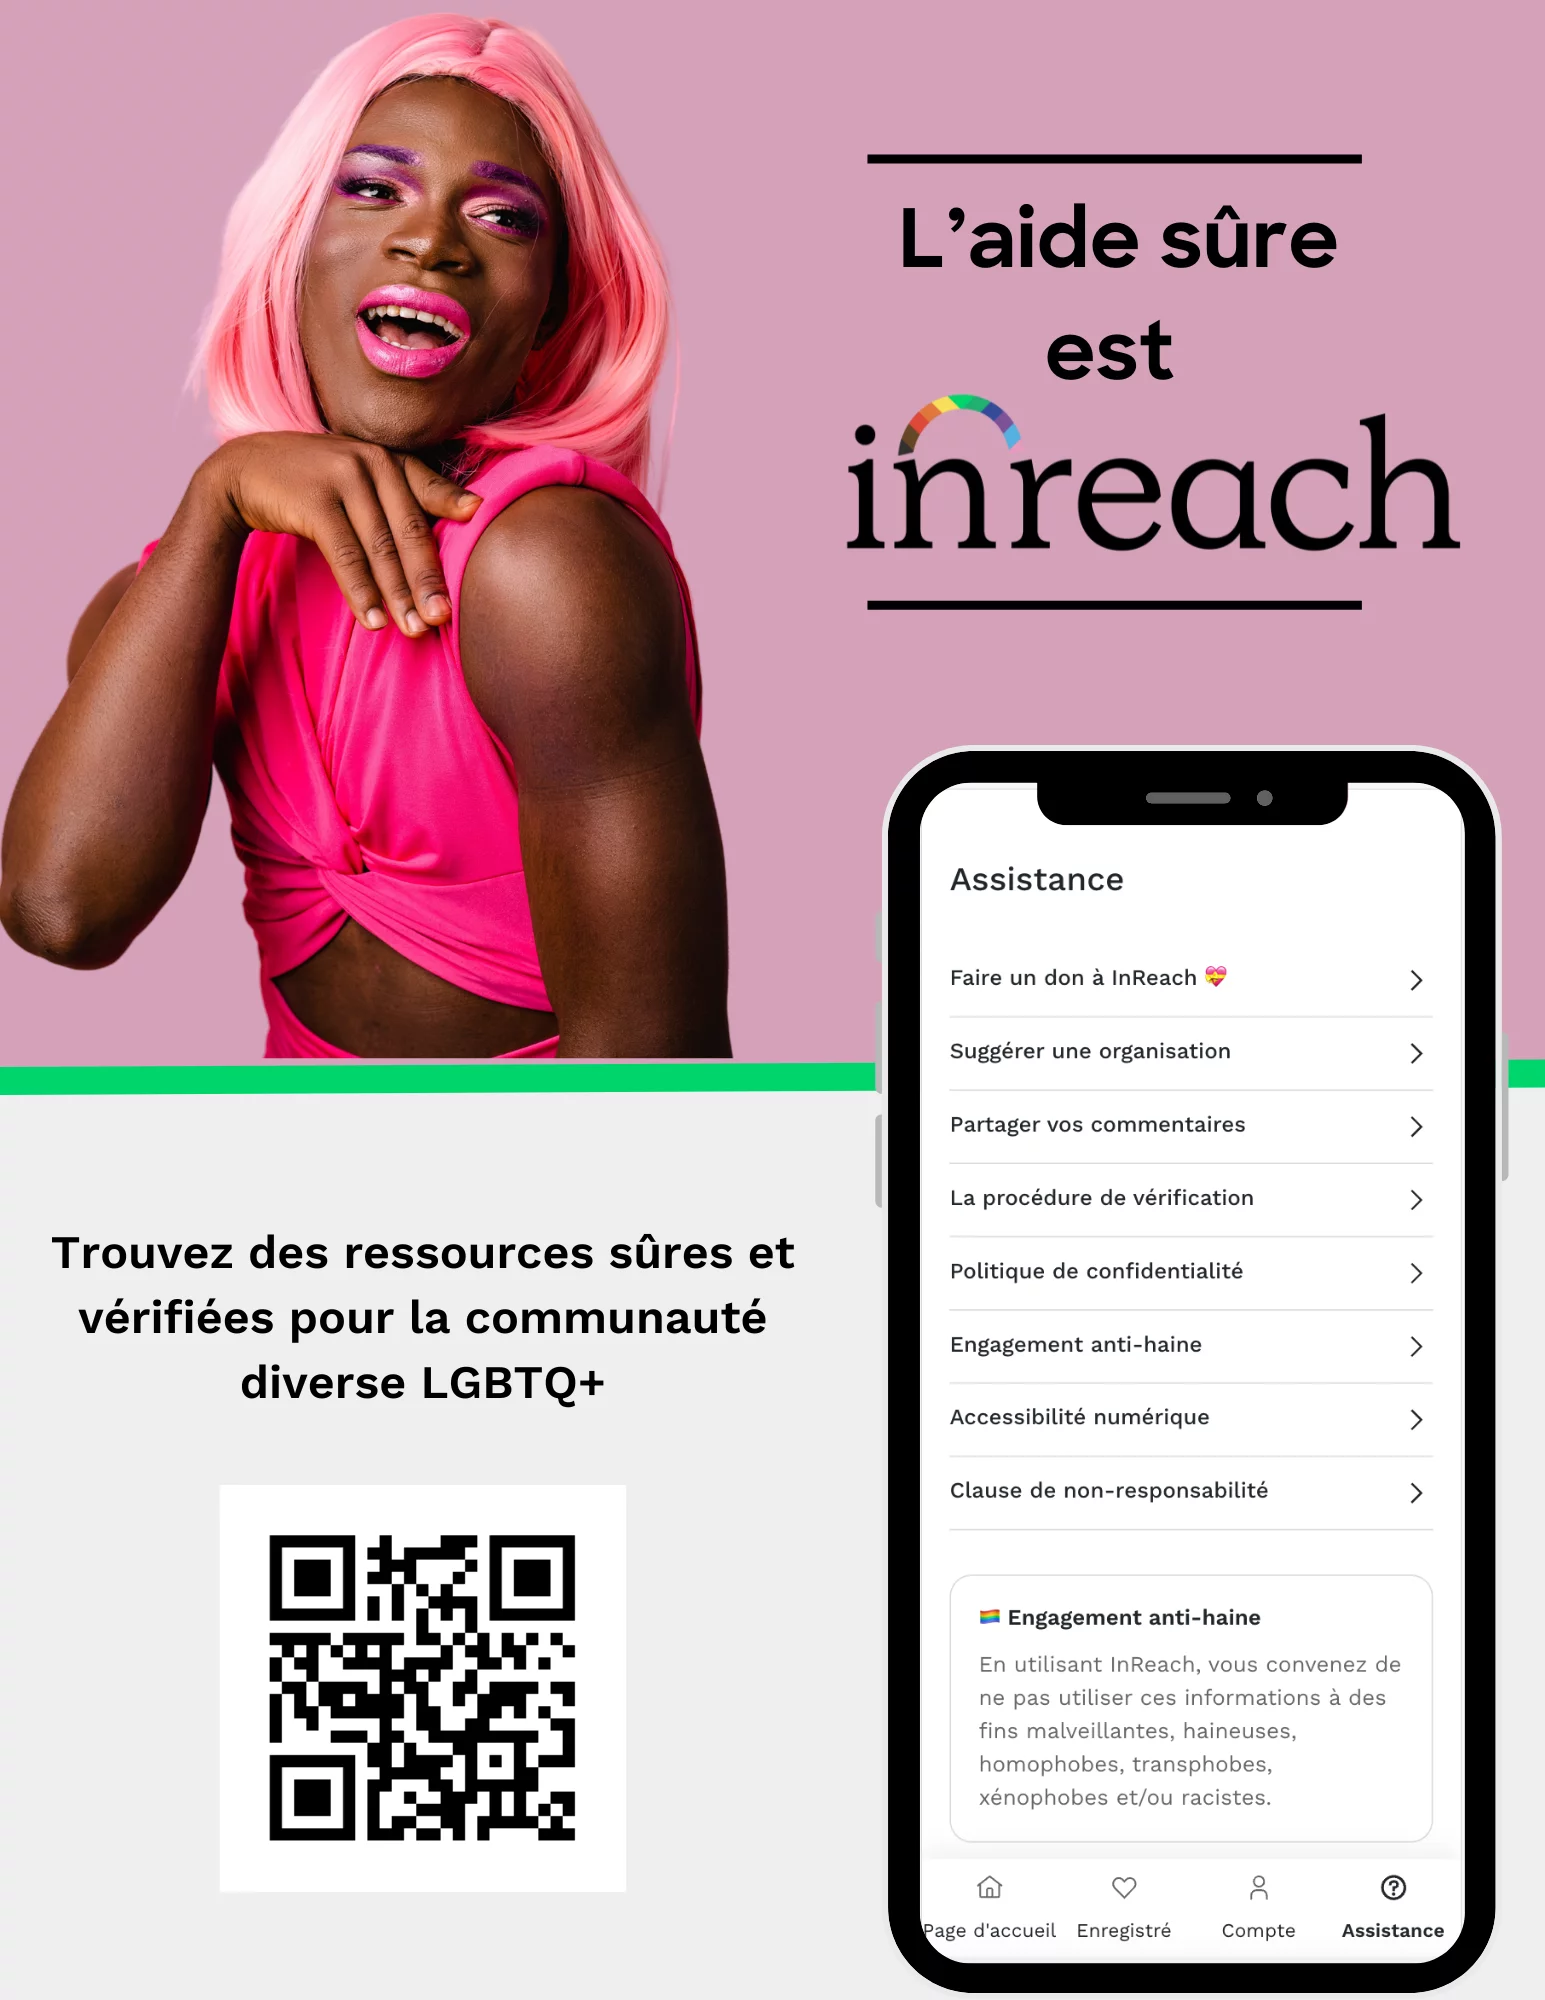 L’aide sûre
est
inreach
Assistance
Faire un don à InReach 💝
Suggérer une organisation
Partager vos commentaires
La procédure de vérification
Politique de confidentialité
Engagement anti-haine
Accessibilité numérique
Clause de non-responsabilité
🏳️‍🌈 Engagement anti-haine
En utilisant InReach, vous convenez de
ne pas utiliser ces informations à des
fins malveillantes, haineuses,
homophobes, transphobes,
xénophobes et/ou racistes.
Page d'accueil Enregistré Compte Assistance
Trouvez des ressources sûres et
vérifiées pour la communauté
diverse LGBTQ+